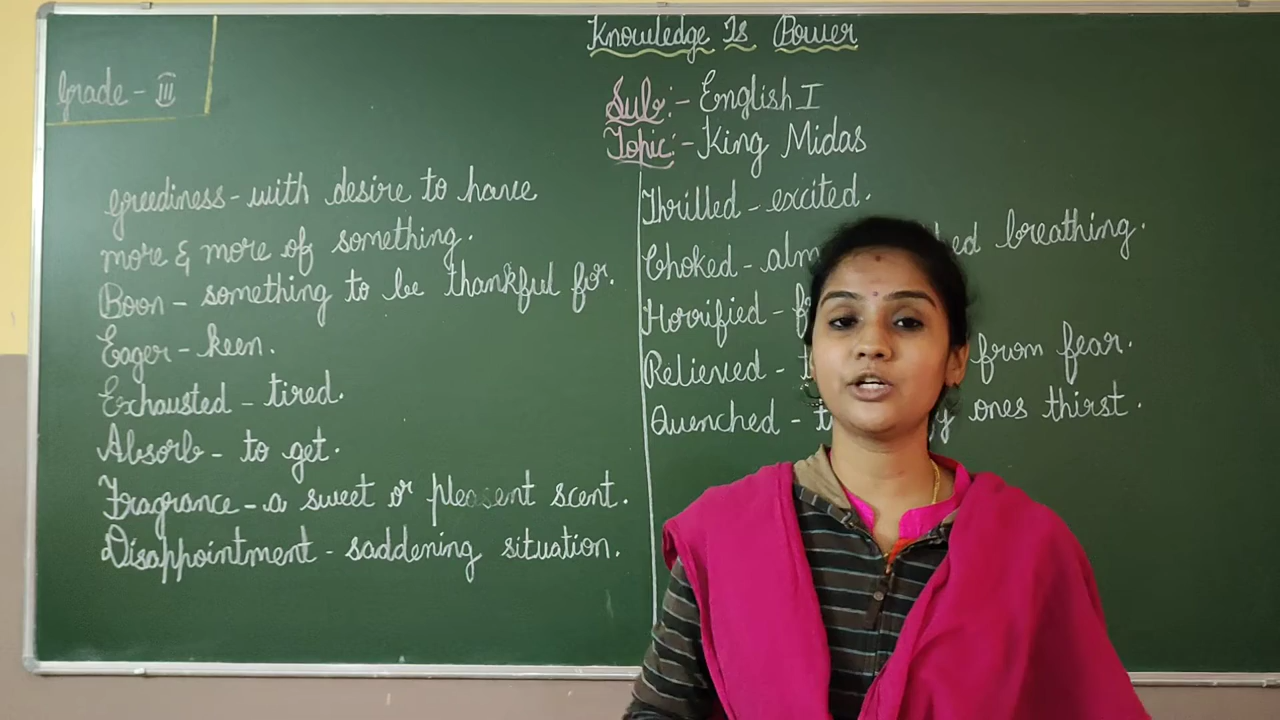 Knowledge Is Power
Grade - III
Sub:- English I
Topic:- King Midas
Greediness - with desire to have
more & more of something.
Boon - something to be thankful for.
Eager - keen.
Exhausted - tired.
Absorb - to get.
Fragrance - a sweet or pleasent scent.
Disappointment - saddening situation.
Thrilled - excited.
Choked - breathing.
Horrified -
Relieved - from fear.
Quenched - ones thirst.